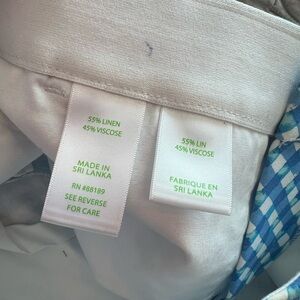 55% LINEN
45% VISCOSE
MADE IN
SRI LANKA
RN #88189
SEE REVERSE
FOR CARE
55% LIN
45% VISCOSE
FABRIQUE EN
SRI LANKA